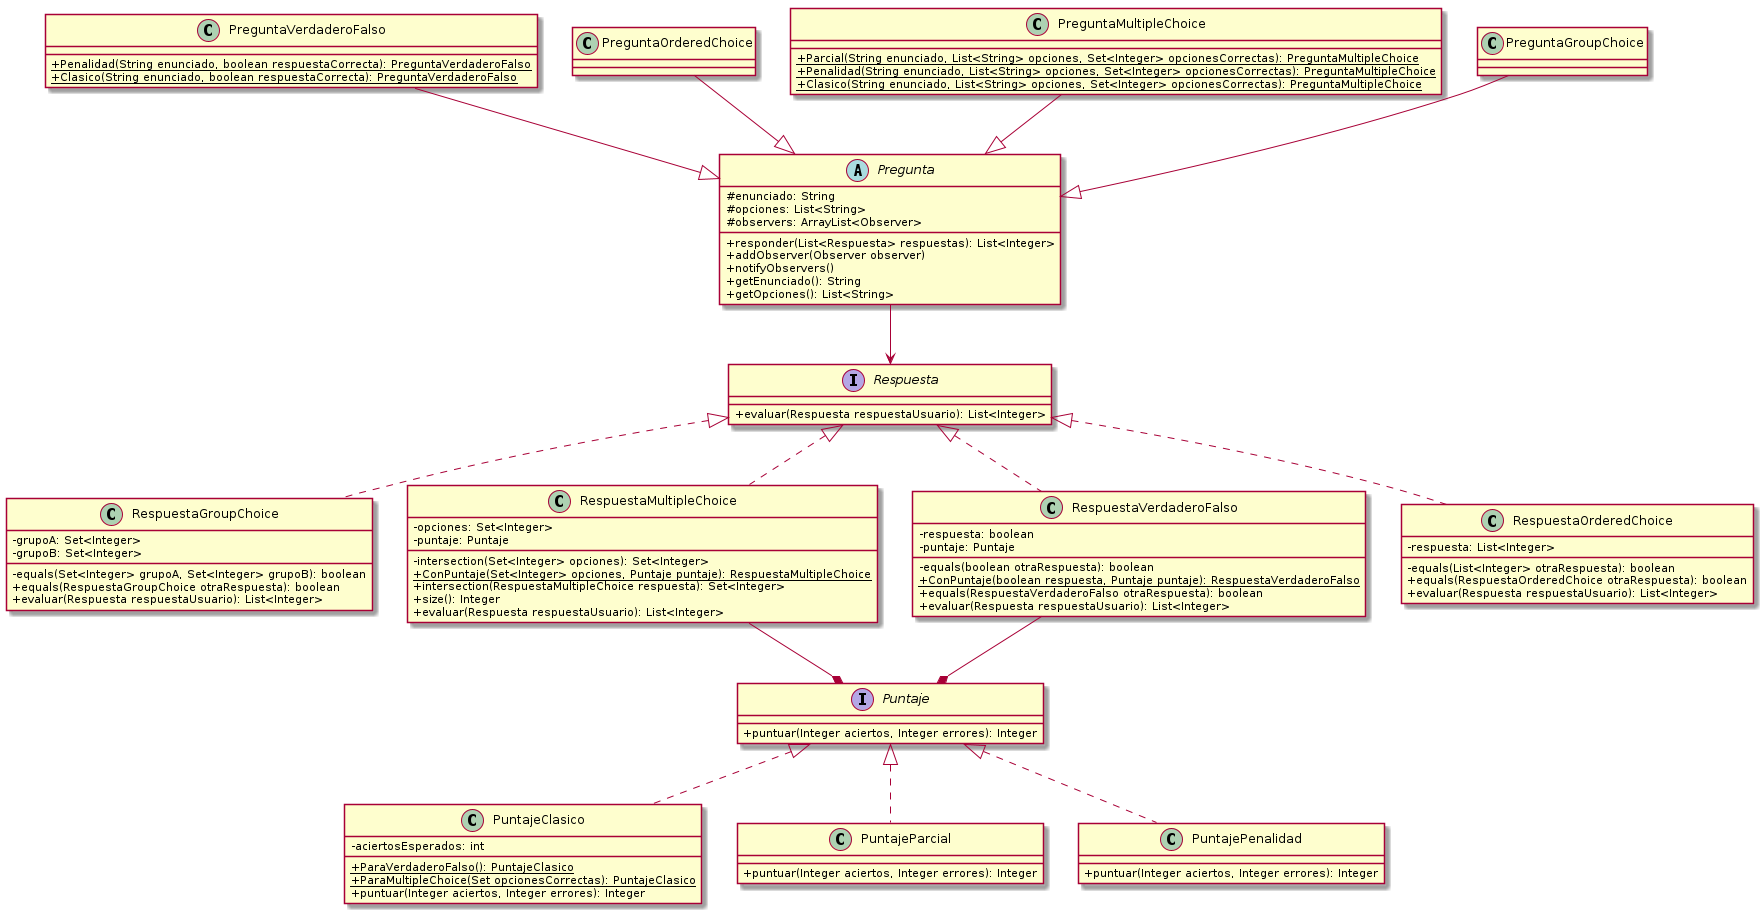 C PreguntaVerdaderoFalso
+Penalidad(String enunciado, boolean respuestaCorrecta): PreguntaVerdaderoFalso
+Clasico(String enunciado, boolean respuestaCorrecta): PreguntaVerdaderoFalso
C PreguntaOrderedChoice
C PreguntaMultipleChoice
+Parcial(String enunciado, List<String> opciones, Set<Integer> opcionesCorrectas): PreguntaMultipleChoice
+Penalidad(String enunciado, List<String> opciones, Set<Integer> opcionesCorrectas): PreguntaMultipleChoice
+Clasico(String enunciado, List<String> opciones, Set<Integer> opcionesCorrectas): PreguntaMultipleChoice
C PreguntaGroupChoice
A Pregunta
#enunciado: String
#opciones: List<String>
#observers: ArrayList<Observer>
+responder(List<Respuesta> respuestas): List<Integer>
+addObserver(Observer observer)
+notifyObservers()
+getEnunciado(): String
+getOpciones(): List<String>
I Respuesta
+evaluar(Respuesta respuestaUsuario): List<Integer>
C RespuestaGroupChoice
-grupoA: Set<Integer>
-grupoB: Set<Integer>
-equals(Set<Integer> grupoA, Set<Integer> grupoB): boolean
+equals(RespuestaGroupChoice otraRespuesta): boolean
+evaluar(Respuesta respuestaUsuario): List<Integer>
C RespuestaMultipleChoice
-opciones: Set<Integer>
-puntaje: Puntaje
-intersection(Set<Integer> opciones): Set<Integer>
+ConPuntaje(Set<Integer> opciones, Puntaje puntaje): RespuestaMultipleChoice
+intersection(RespuestaMultipleChoice respuesta): Set<Integer>
+size(): Integer
+evaluar(Respuesta respuestaUsuario): List<Integer>
C RespuestaVerdaderoFalso
-respuesta: boolean
-puntaje: Puntaje
-equals(boolean otraRespuesta): boolean
+ConPuntaje(boolean respuesta, Puntaje puntaje): RespuestaVerdaderoFalso
+equals(RespuestaVerdaderoFalso otraRespuesta): boolean
+evaluar(Respuesta respuestaUsuario): List<Integer>
C RespuestaOrderedChoice
-respuesta: List<Integer>
-equals(List<Integer> otraRespuesta): boolean
+equals(RespuestaOrderedChoice otraRespuesta): boolean
+evaluar(Respuesta respuestaUsuario): List<Integer>
I Puntaje
+puntuar(Integer aciertos, Integer errores): Integer
C PuntajeClasico
-aciertosEsperados: int
+ParaVerdaderoFalso(): PuntajeClasico
+ParaMultipleChoice(Set opcionesCorrectas): PuntajeClasico
+puntuar(Integer aciertos, Integer errores): Integer
C PuntajeParcial
+puntuar(Integer aciertos, Integer errores): Integer
C PuntajePenalidad
+puntuar(Integer aciertos, Integer errores): Integer